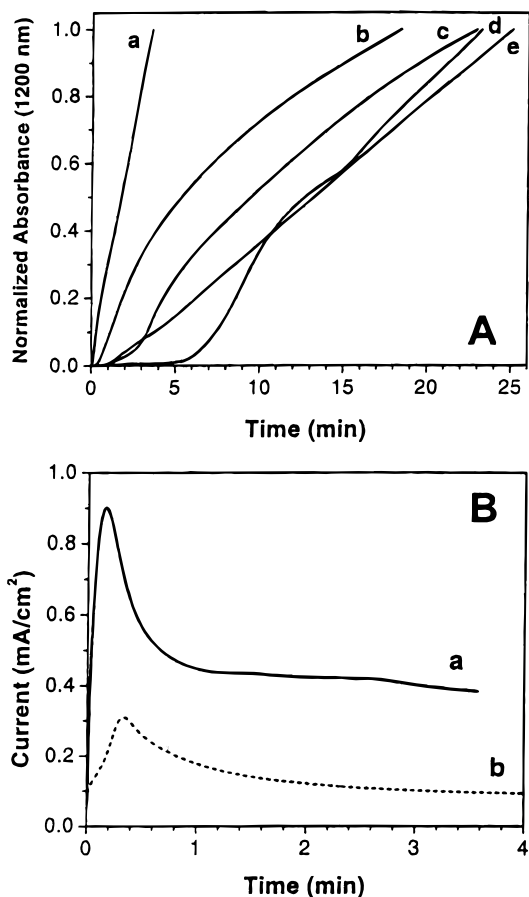 Normalized Absorbance (1200 nm)
1.0
0.8
0.6
0.4
0.2
0.0
a
b
c
d
e
A
0 5 10 15 20 25
Time (min)
Current (mA/cm²)
1.0
0.8
0.6
0.4
0.2
0.0
B
a
b
0 1 2 3 4
Time (min)